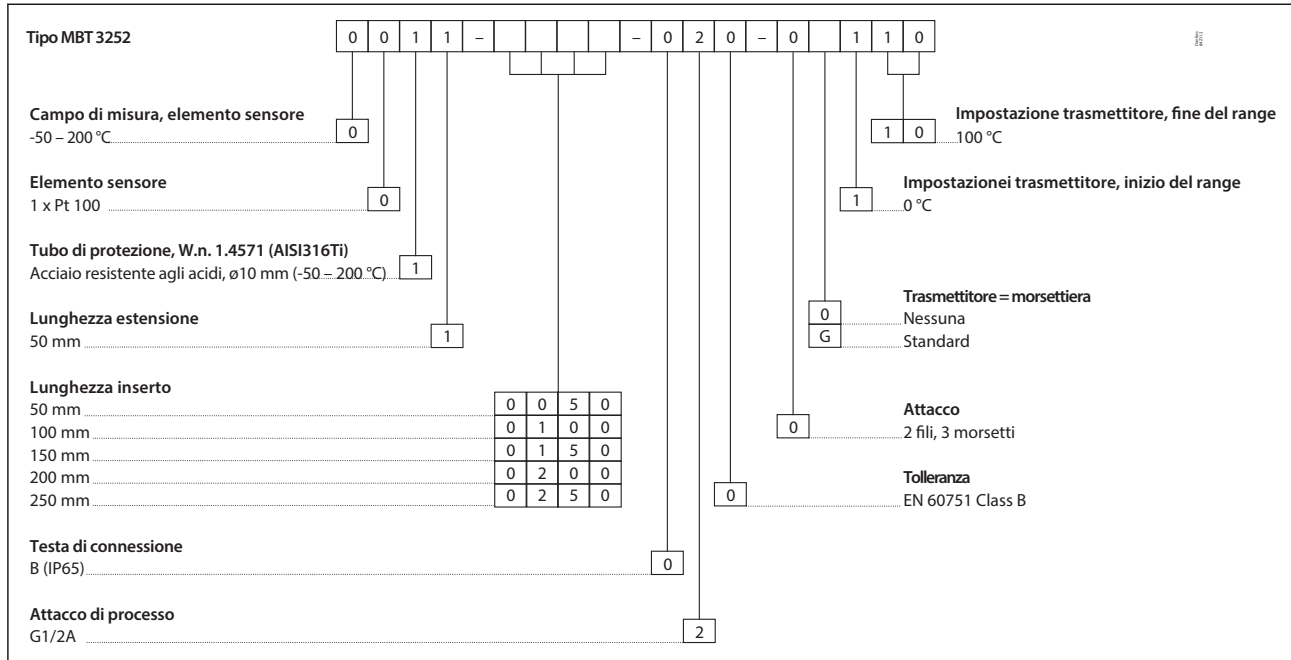 Tipo MBT 3252
0 0 1 1 – – 0 2 0 – 0 1 1 0
Campo di misura, elemento sensore
-50 – 200 °C 0
Elemento sensore
1 x Pt 100 0
Tubo di protezione, W.n. 1.4571 (AISI316Ti)
Acciaio resistente agli acidi, ø10 mm (-50 – 200 °C) 1
Lunghezza estensione
50 mm 1
Lunghezza inserto
50 mm 0 0 5 0
100 mm 0 1 0 0
150 mm 0 1 5 0
200 mm 0 2 0 0
250 mm 0 2 5 0
Testa di connessione
B (IP65) 0
Attacco di processo
G1/2A 2
Impostazione trasmettitore, fine del range
1 0 100 °C
Impostazionei trasmettitore, inizio del range
1 0 °C
Trasmettitore = morsettiera
0 Nessuna
G Standard
Attacco
0 2 fili, 3 morsetti
Tolleranza
0 EN 60751 Class B